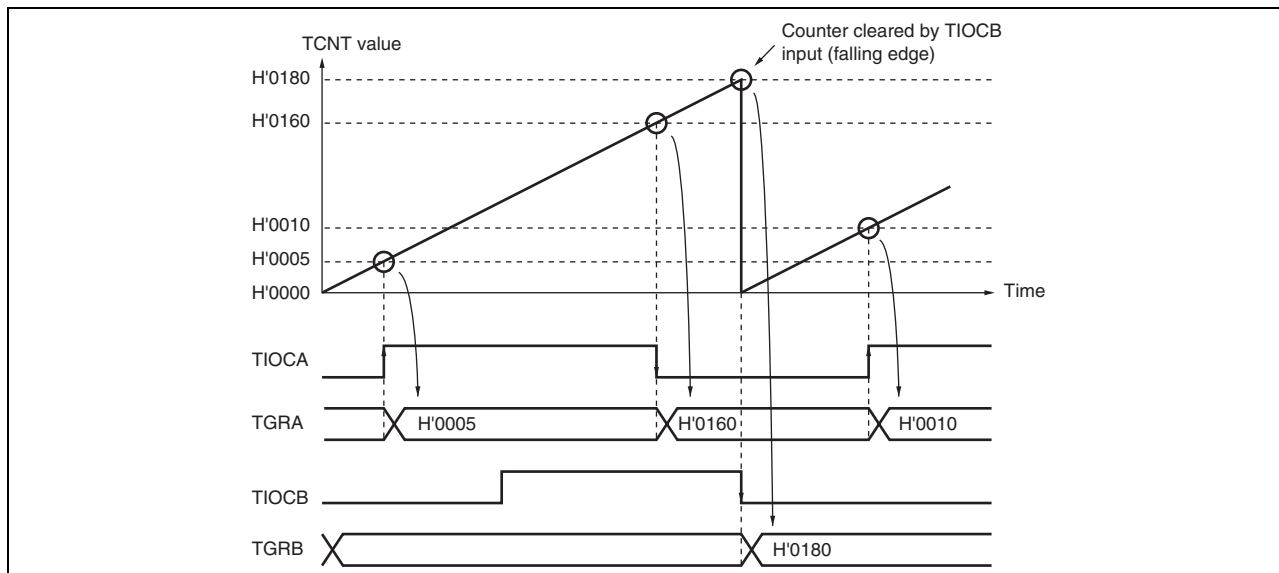 Counter cleared by TIOCB
input (falling edge)
TCNT value
H'0180
H'0160
H'0010
H'0005
H'0000
Time
TIOCA
TGRA
H'0005
H'0160
H'0010
TIOCB
TGRB
H'0180